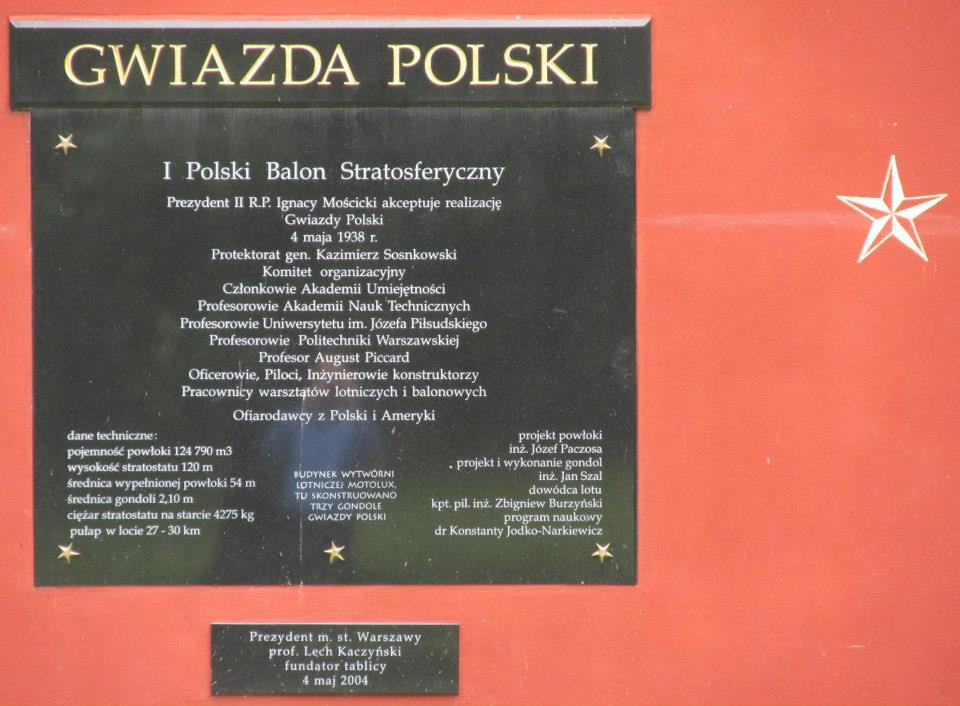 GWIAZDA POLSKI
I Polski Balon Stratosferyczny
Prezydent II R.P. Ignacy Mościcki akceptuje realizację
Gwiazdy Polski
4 maja 1938 r.
Protektorat gen. Kazimierz Sosnkowski
Komitet organizacyjny
Członkowie Akademii Umiejętności
Profesorowie Akademii Nauk Technicznych
Profesorowie Uniwersytetu im. Józefa Piłsudskiego
Profesorowie Politechniki Warszawskiej
Profesor August Piccard
Oficerowie, Piloci, Inżynierowie konstruktorzy
Pracownicy warsztatów lotniczych i balonowych
Ofiarodawcy z Polski i Ameryki
dane techniczne:
pojemność powłoki 124 790 m3
wysokość stratostatu 120 m
średnica wypełnionej powłoki 54 m
średnica gondoli 2,10 m
ciężar stratostatu na starcie 4275 kg
pułap w locie 27 - 30 km
BUDYNEK WYTWÓRNI
LOTNICZEJ MOTOLUX,
TU SKONSTRUOWANO
TRZY GONDOLE
GWIAZDY POLSKI
projekt powłoki
inż. Józef Paczosa
projekt i wykonanie gondol
inż. Jan Szal
dowódca lotu
kpt. pil. inż. Zbigniew Burzyński
program naukowy
dr Konstanty Jodko-Narkiewicz
Prezydent m. st. Warszawy
prof. Lech Kaczyński
fundator tablicy
4 maj 2004